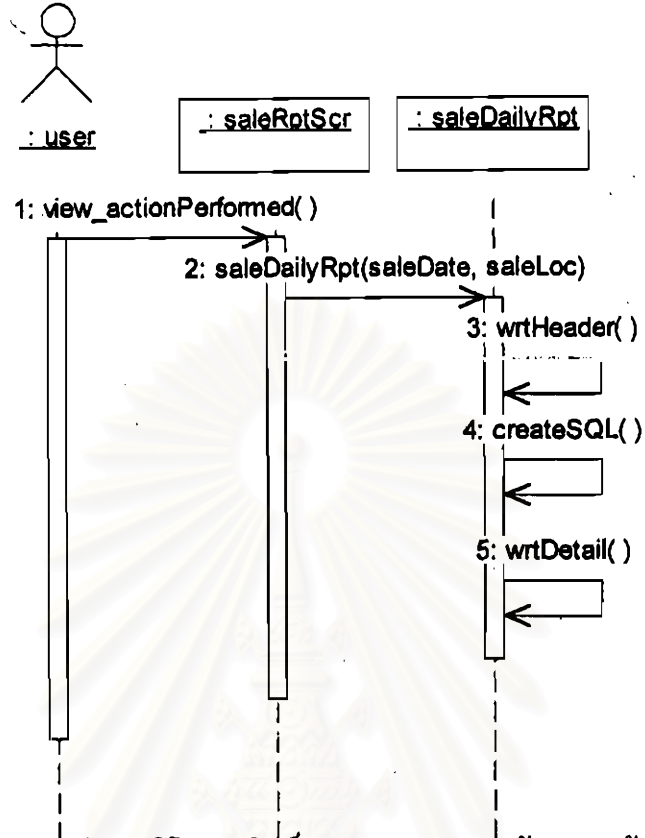 : user
: saleRptScr
: saleDailyRpt
1: view_actionPerformed( )
2: saleDailyRpt(saleDate, saleLoc)
3: wrtHeader( )
4: createSQL( )
5: wrtDetail( )